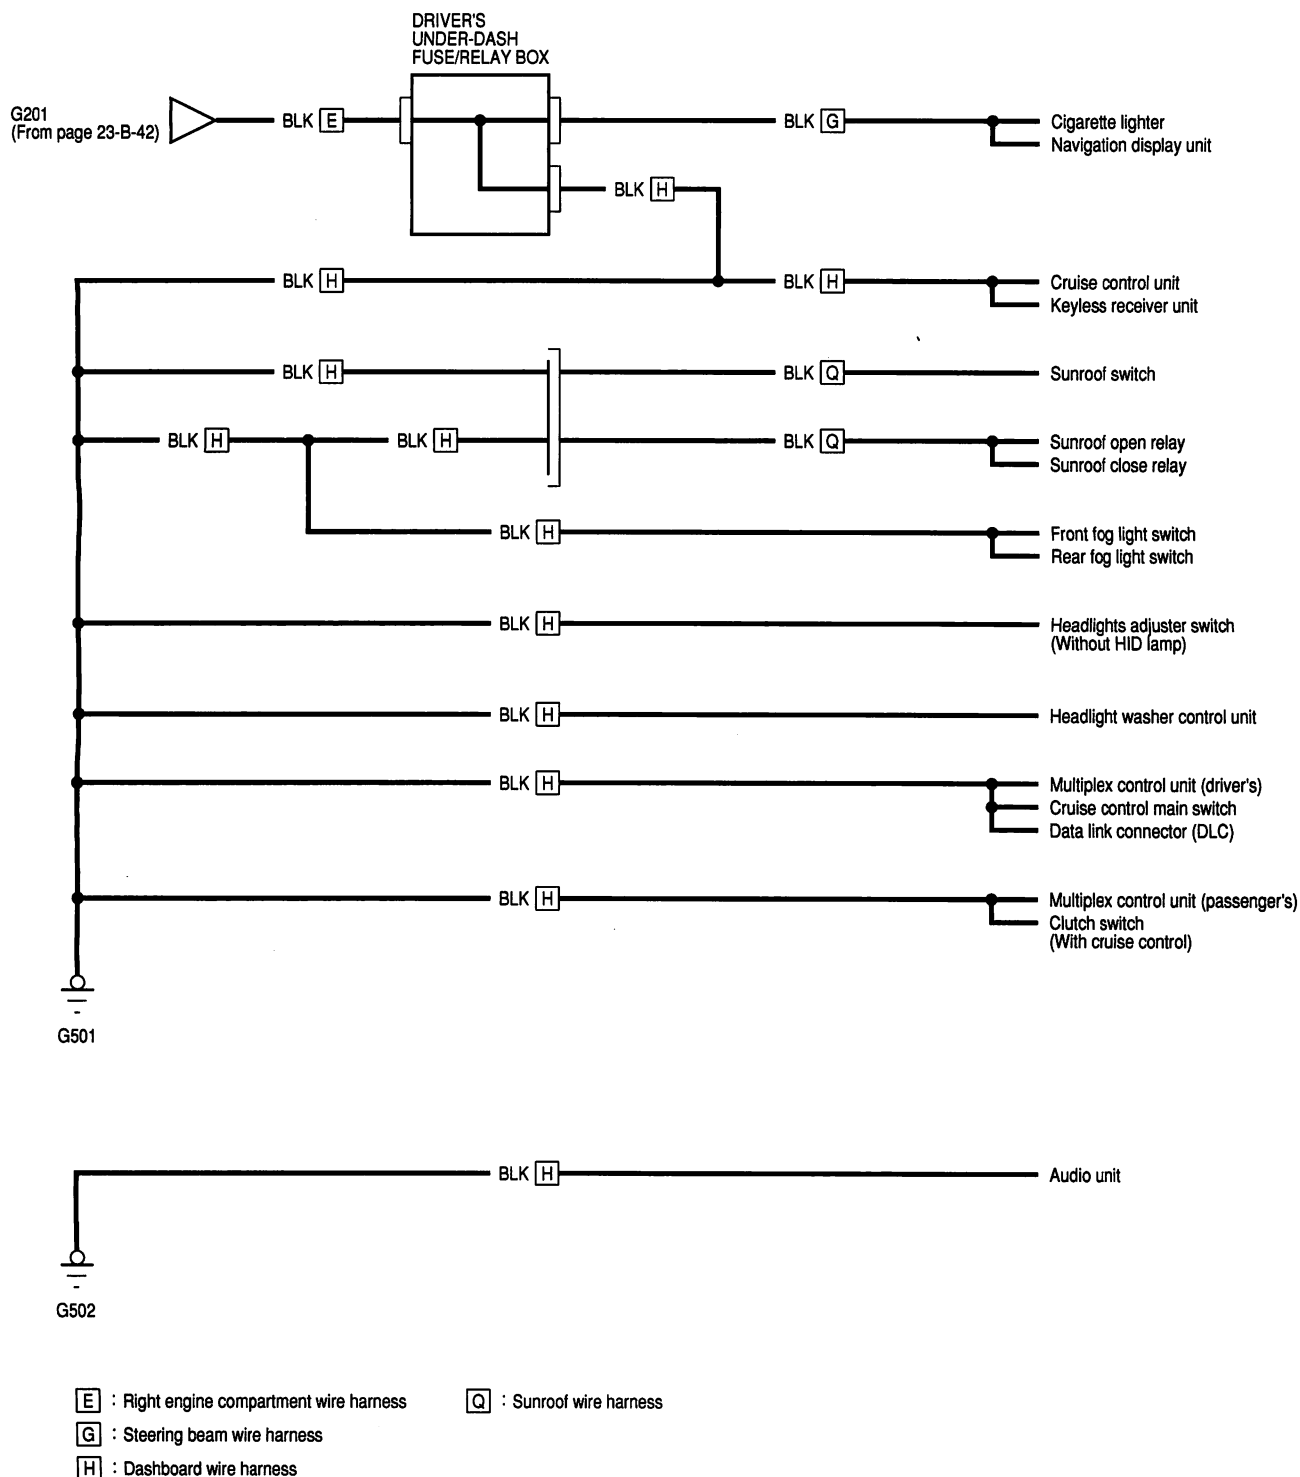 DRIVER'S
UNDER-DASH
FUSE/RELAY BOX
G201
(From page 23-B-42)
BLK E
BLK G
Cigarette lighter
Navigation display unit
BLK H
BLK H
BLK H
Cruise control unit
Keyless receiver unit
BLK H
BLK Q
Sunroof switch
BLK H
BLK H
BLK Q
Sunroof open relay
Sunroof close relay
BLK H
Front fog light switch
Rear fog light switch
BLK H
Headlights adjuster switch
(Without HID lamp)
BLK H
Headlight washer control unit
BLK H
Multiplex control unit (driver's)
Cruise control main switch
Data link connector (DLC)
BLK H
Multiplex control unit (passenger's)
Clutch switch
(With cruise control)
G501
BLK H
Audio unit
G502
E : Right engine compartment wire harness
Q : Sunroof wire harness
G : Steering beam wire harness
H : Dashboard wire harness